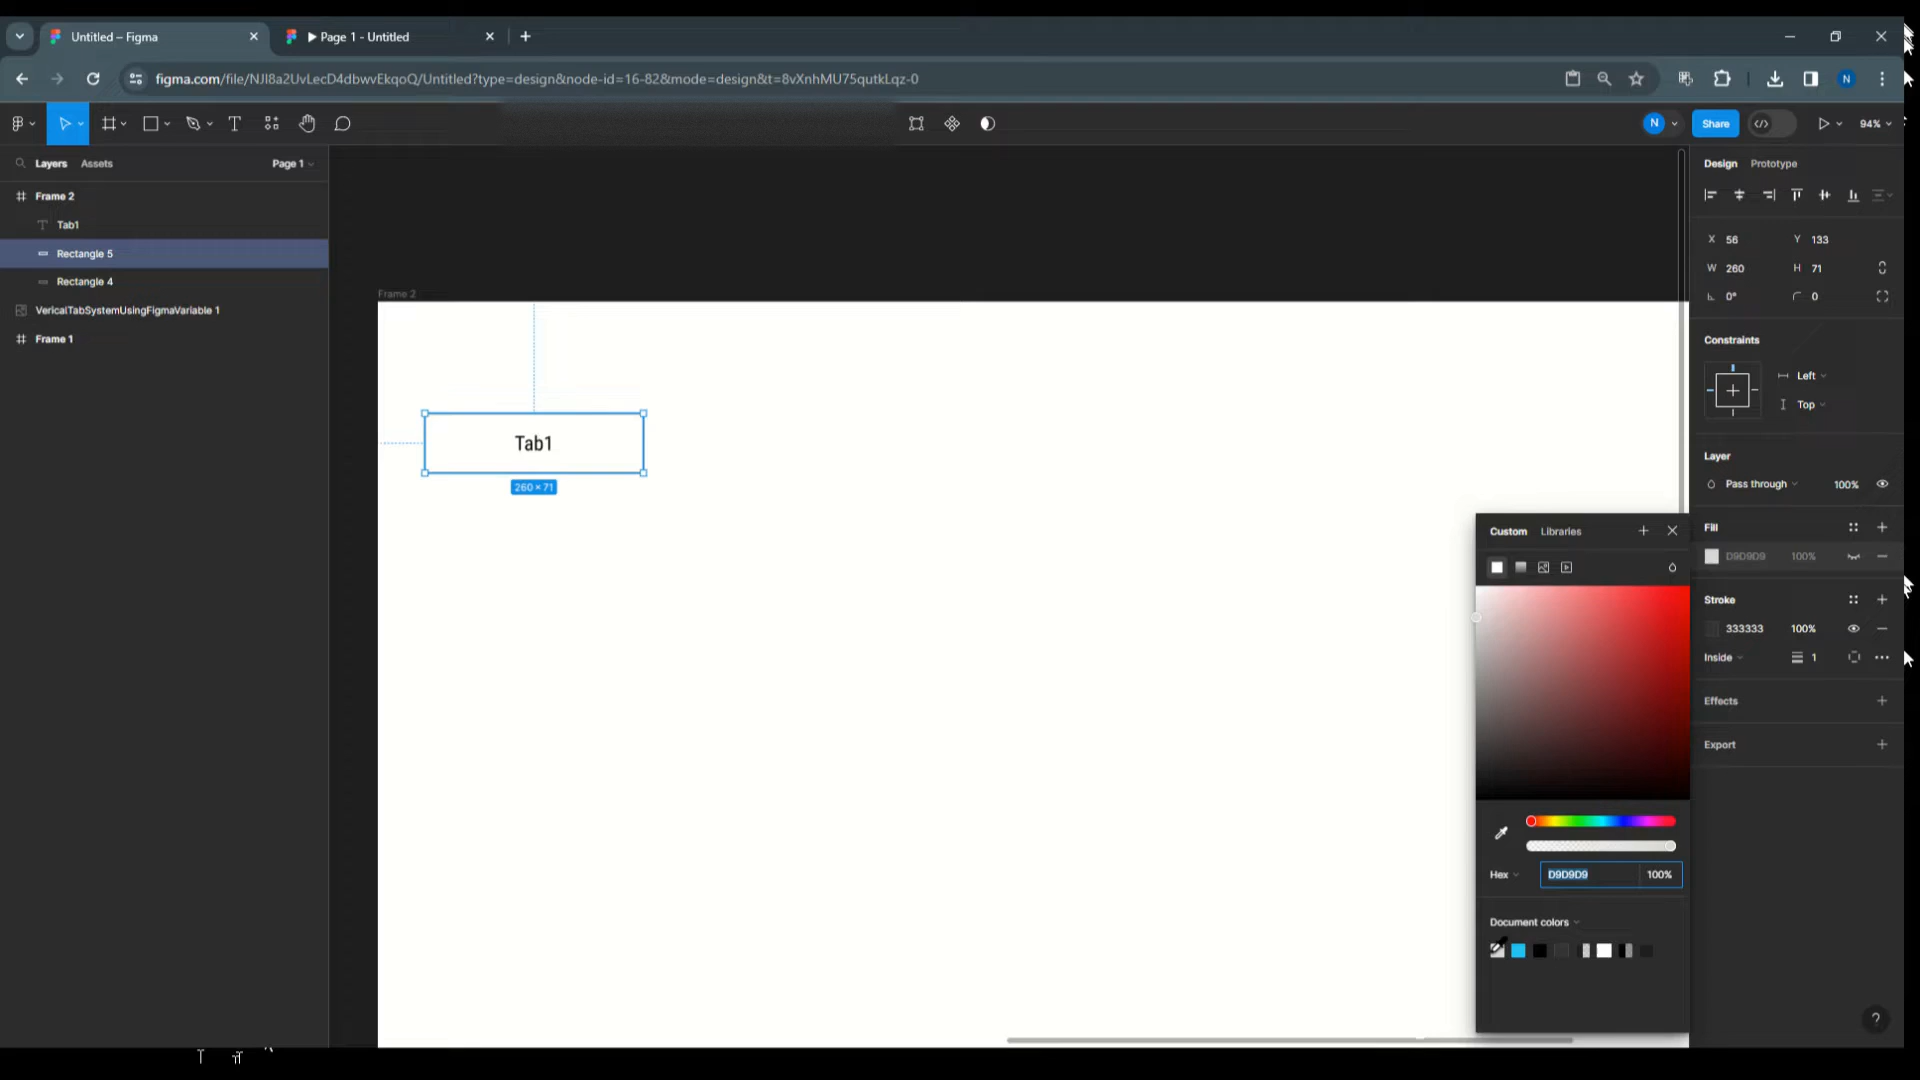 Untitled – Figma
Page 1 - Untitled
figma.com/file/NJl8a2UvLecD4dbwvEkqoQ/Untitled?type=design&node-id=16-82&mode=design&t=8vXnhMU75qutkLqz-0
N
N
Share
94%
Layers
Assets
Page 1
Design
Prototype
Frame 2
Tab1
Rectangle 5
Rectangle 4
VericalTabSystemUsingFigmaVariable 1
Frame 1
Frame 2
Tab1
260 × 71
X 56
Y 133
W 260
H 71
0°
0
Constraints
Left
Top
Layer
Pass through
100%
Fill
D9D9D9
100%
Stroke
333333
100%
Inside
1
Effects
Export
Custom
Libraries
Hex
D9D9D9
100%
Document colors
?